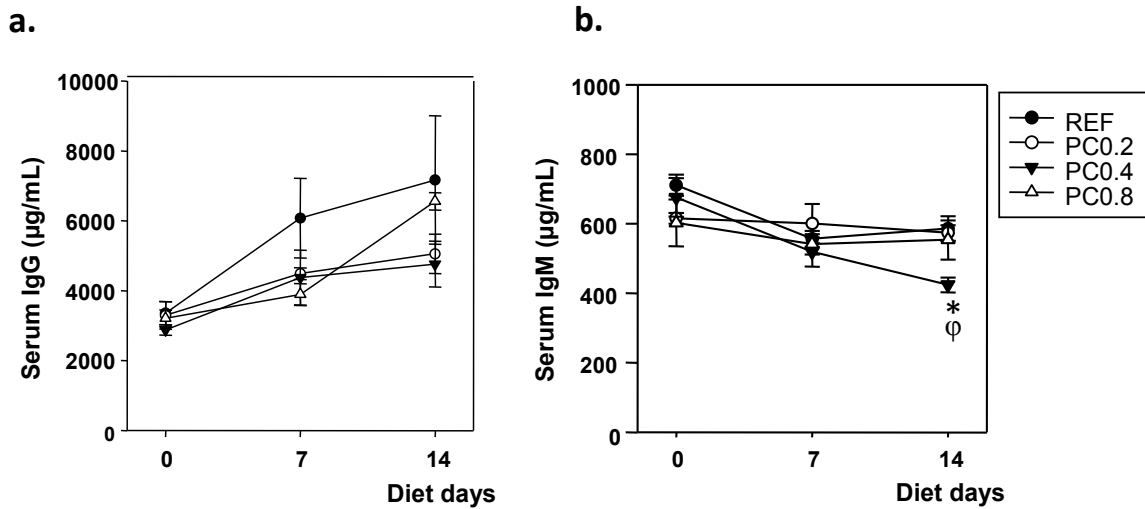 a.
10000
8000
6000
4000
2000
0
Serum IgG (µg/mL)
0 7 14
Diet days
b.
1000
800
600
400
200
0
Serum IgM (µg/mL)
*
φ
0 7 14
Diet days
REF
PC0.2
PC0.4
PC0.8